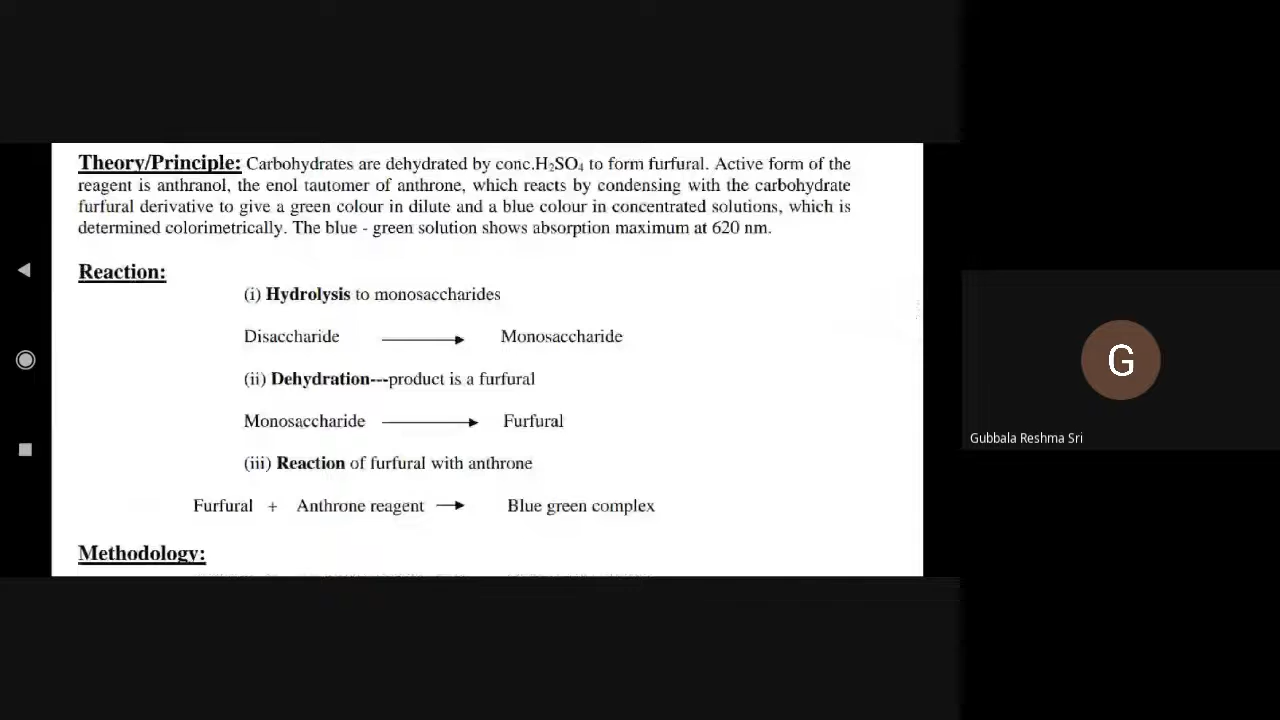 Theory/Principle: Carbohydrates are dehydrated by conc.H₂SO₄ to form furfural. Active form of the
reagent is anthranol, the enol tautomer of anthrone, which reacts by condensing with the carbohydrate
furfural derivative to give a green colour in dilute and a blue colour in concentrated solutions, which is
determined colorimetrically. The blue - green solution shows absorption maximum at 620 nm.
Reaction:
(i) Hydrolysis to monosaccharides
Disaccharide → Monosaccharide
(ii) Dehydration---product is a furfural
Monosaccharide → Furfural
(iii) Reaction of furfural with anthrone
Furfural + Anthrone reagent → Blue green complex
Methodology:
G
Gubbala Reshma Sri